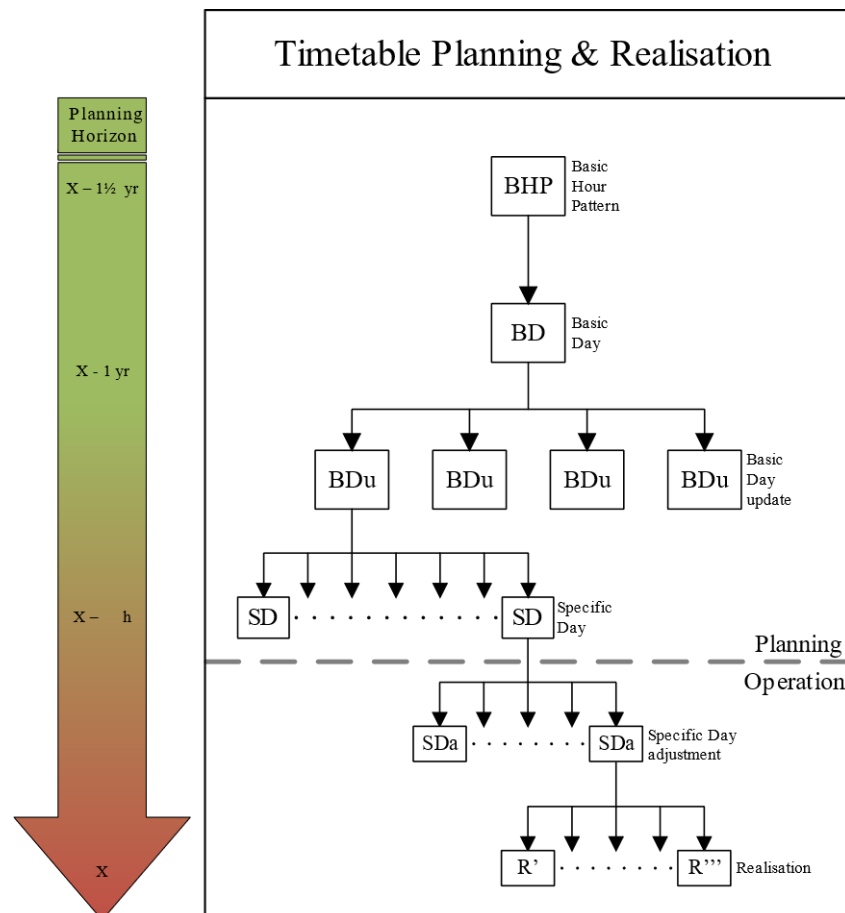 Timetable Planning & Realisation
Planning
Horizon
X – 1½ yr
BHP
Basic
Hour
Pattern
BD
Basic
Day
X - 1 yr
BDu
BDu
BDu
BDu
Basic
Day
update
X – h
SD
SD
Specific
Day
Planning
Operation
SDa
SDa
Specific Day
adjustment
X
R’
R’’’
Realisation